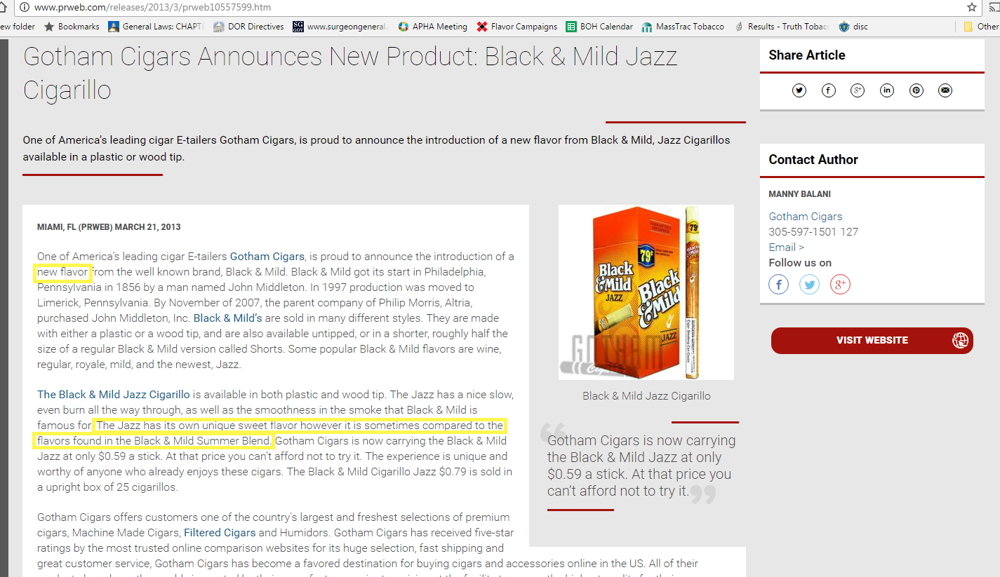 www.prweb.com/releases/2013/3/prweb10557599.htm
ew folder
Bookmarks
General Laws: CHAPT
DOR Directives
SG
GOV
www.surgeongeneral.
APHA Meeting
Flavor Campaigns
BOH Calendar
MassTrac Tobacco
Results - Truth Tobac
disc
Other
Gotham Cigars Announces New Product: Black & Mild Jazz
Cigarillo
One of America's leading cigar E-tailers Gotham Cigars, is proud to announce the introduction of a new flavor from Black & Mild, Jazz Cigarillos
available in a plastic or wood tip.
MIAMI, FL (PRWEB) MARCH 21, 2013
One of America's leading cigar E-tailers Gotham Cigars, is proud to announce the introduction of a
new flavor from the well known brand, Black & Mild. Black & Mild got its start in Philadelphia,
Pennsylvania in 1856 by a man named John Middleton. In 1997 production was moved to
Limerick, Pennsylvania. By November of 2007, the parent company of Philip Morris, Altria,
purchased John Middleton, Inc. Black & Mild's are sold in many different styles. They are made
with either a plastic or wood tip, and are also available untipped, or in a shorter, roughly half the
size of a regular Black & Mild version called Shorts. Some popular Black & Mild flavors are wine,
regular, royale, mild, and the newest, Jazz.
The Black & Mild Jazz Cigarillo is available in both plastic and wood tip. The Jazz has a nice slow,
even burn all the way through, as well as the smoothness in the smoke that Black & Mild is
famous for. The Jazz has its own unique sweet flavor however it is sometimes compared to the
flavors found in the Black & Mild Summer Blend. Gotham Cigars is now carrying the Black & Mild
Jazz at only $0.59 a stick. At that price you can't afford not to try it. The experience is unique and
worthy of anyone who already enjoys these cigars. The Black & Mild Cigarillo Jazz $0.79 is sold in
a upright box of 25 cigarillos.
Gotham Cigars offers customers one of the country's largest and freshest selections of premium
cigars, Machine Made Cigars, Filtered Cigars and Humidors. Gotham Cigars has received five-star
ratings by the most trusted online comparison websites for its huge selection, fast shipping and
great customer service, Gotham Cigars has become a favored destination for buying cigars and accessories online in the US. All of their
79¢
Black
&Mild
JAZZ
Black
&Mild
JAZZ
79¢
GOTHAM
Black & Mild Jazz Cigarillo
“Gotham Cigars is now carrying
the Black & Mild Jazz at only
$0.59 a stick. At that price you
can't afford not to try it.”
Share Article
Contact Author
MANNY BALANI
Gotham Cigars
305-597-1501 127
Email >
Follow us on
VISIT WEBSITE